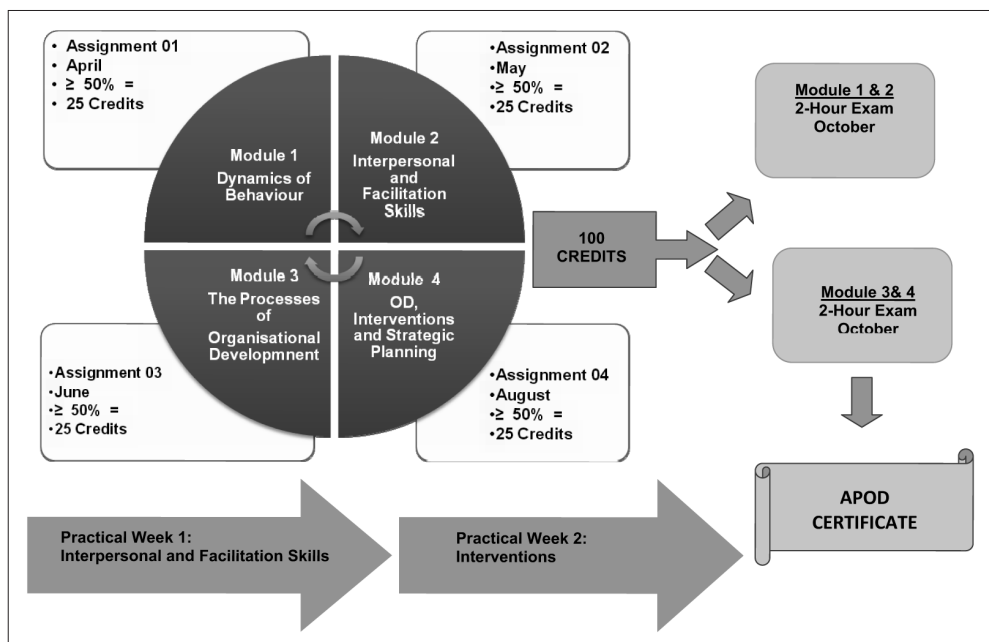 • Assignment 01
• April
• ≥ 50% =
• 25 Credits
•Assignment 02
•May
•≥ 50% =
25 Credits
Module 1
Dynamics of
Behaviour
Module 2
Interpersonal
and
Facilitation
Skills
Module 3
The Processes
of
Organisational
Developmnent
Module 4
OD,
Interventions
and Strategic
Planning
•Assignment 03
•June
•≥ 50% =
•25 Credits
•Assignment 04
•August
•≥ 50% =
•25 Credits
100
CREDITS
Module 1 & 2
2-Hour Exam
October
Module 3& 4
2-Hour Exam
October
APOD
CERTIFICATE
Practical Week 1:
Interpersonal and Facilitation Skills
Practical Week 2:
Interventions